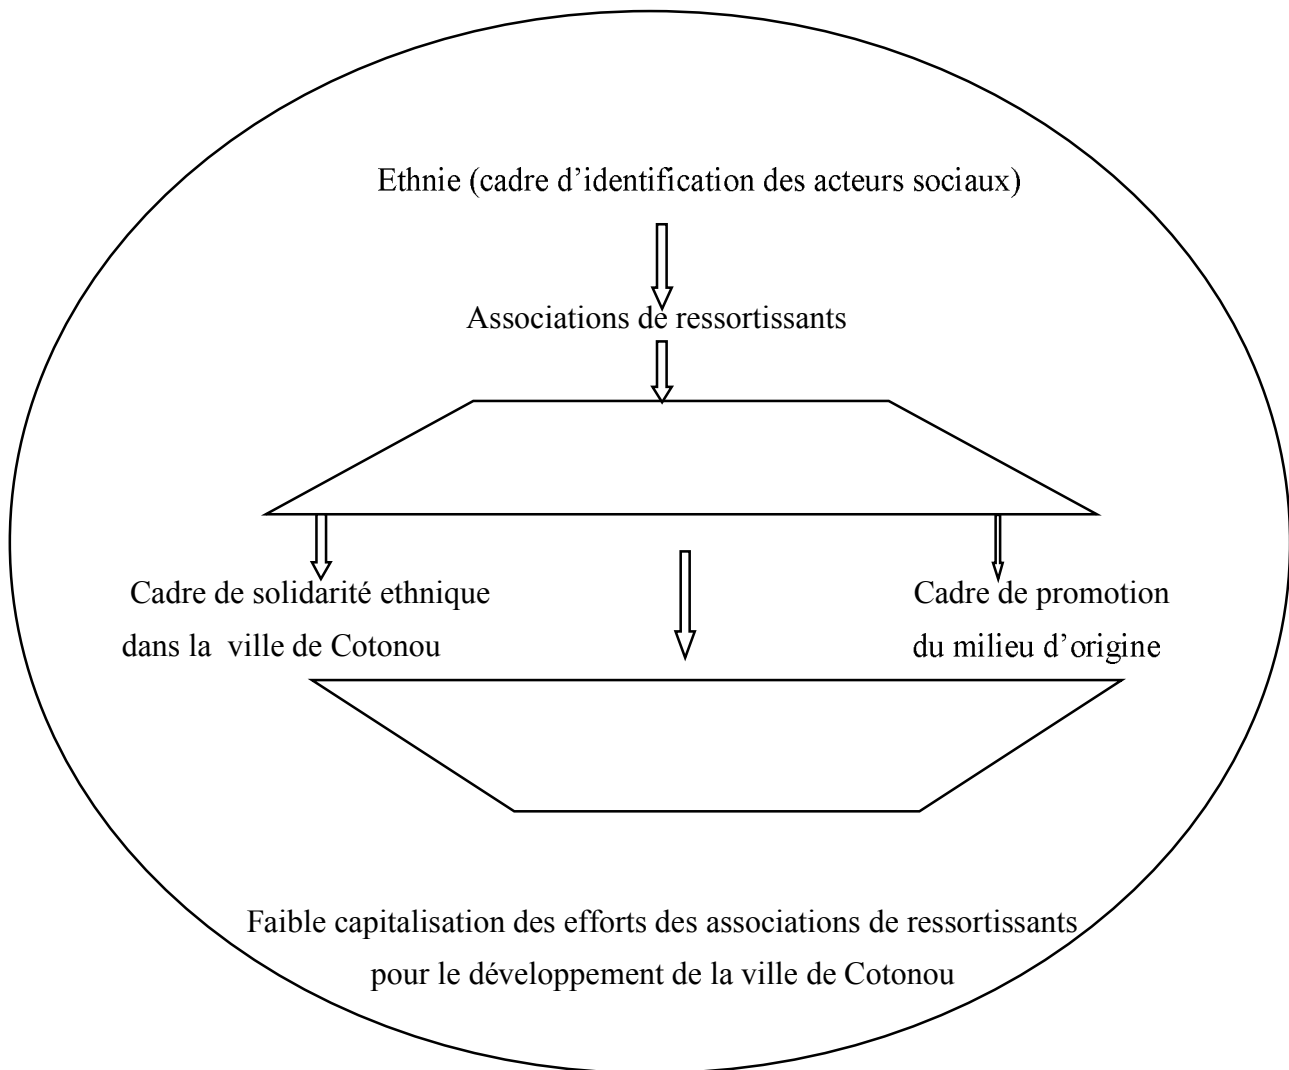 Ethnie (cadre d’identification des acteurs sociaux)
Associations de ressortissants
Cadre de solidarité ethnique
dans la ville de Cotonou
Cadre de promotion
du milieu d’origine
Faible capitalisation des efforts des associations de ressortissants
pour le développement de la ville de Cotonou